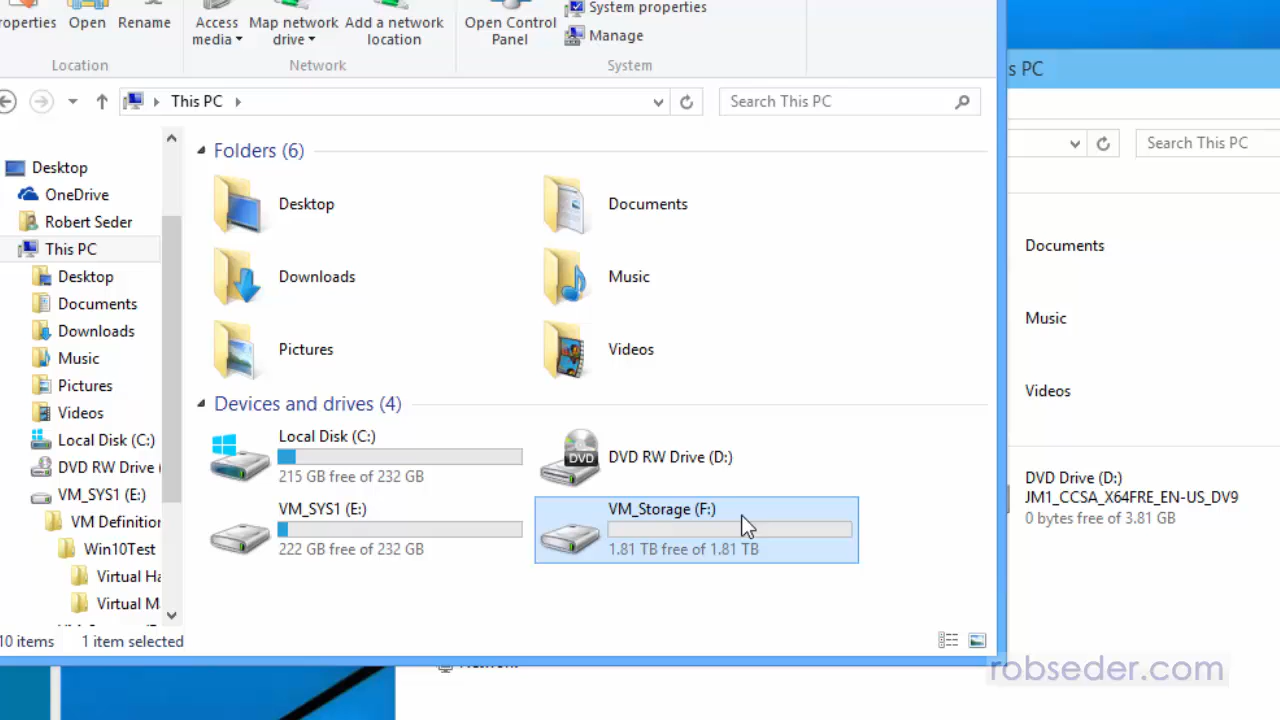 roperties Open Rename
Access media
Map network drive
Add a network location
Open Control Panel
System properties
Manage
Location
Network
System
This PC
Search This PC
Desktop
OneDrive
Robert Seder
This PC
Desktop
Documents
Downloads
Music
Pictures
Videos
Local Disk (C:)
DVD RW Drive (
VM_SYS1 (E:)
VM Definition
Win10Test
Virtual Ha
Virtual M
Folders (6)
Desktop
Documents
Downloads
Music
Pictures
Videos
Devices and drives (4)
Local Disk (C:)
215 GB free of 232 GB
DVD
DVD RW Drive (D:)
VM_SYS1 (E:)
222 GB free of 232 GB
VM_Storage (F:)
1.81 TB free of 1.81 TB
10 items 1 item selected
s PC
Search This PC
Documents
Music
Videos
DVD Drive (D:)
JM1_CCSA_X64FRE_EN-US_DV9
0 bytes free of 3.81 GB
robseder.com